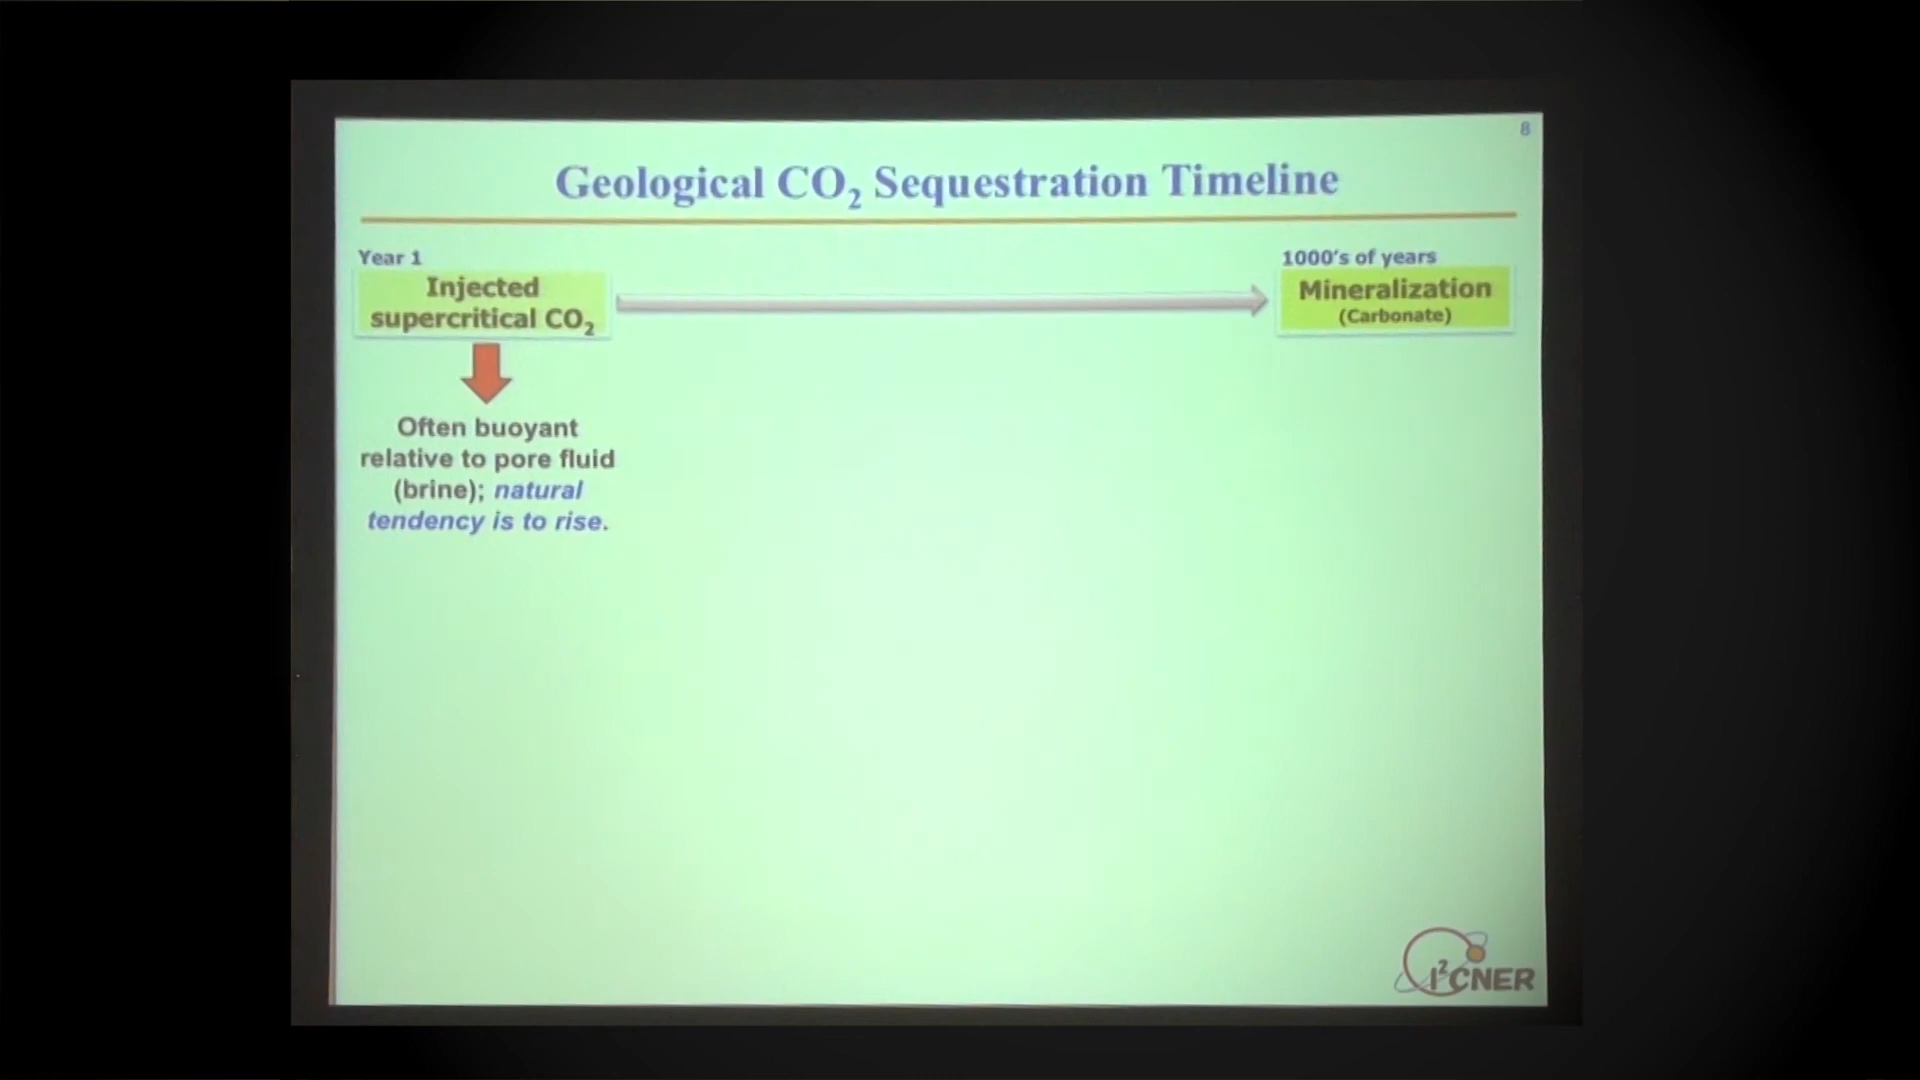 8
Geological CO₂ Sequestration Timeline
Year 1
Injected
supercritical CO₂
1000's of years
Mineralization
(Carbonate)
Often buoyant
relative to pore fluid
(brine); natural
tendency is to rise.
I²CNER